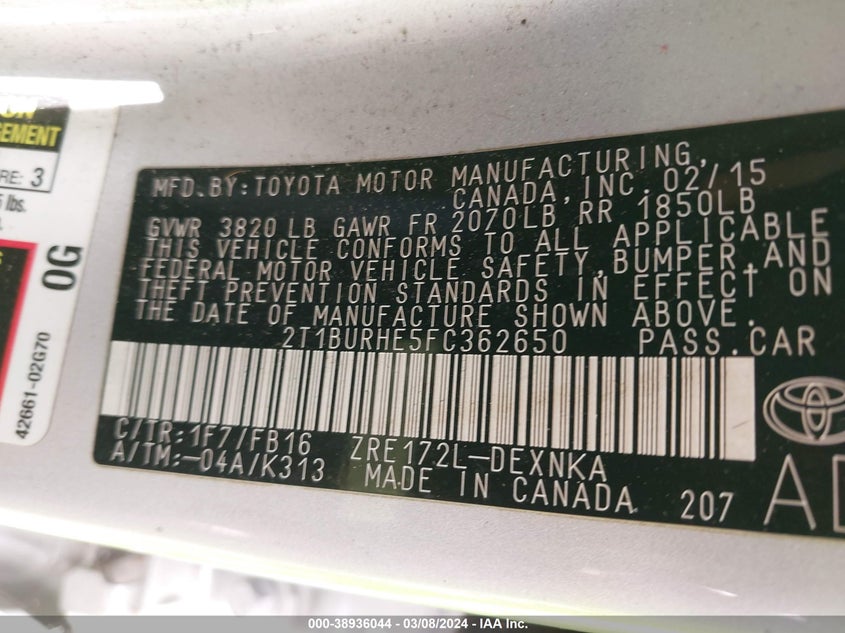 ON
GEMENT
RE: 3
lbs.
0G
42661-02G70
MFD.BY:TOYOTA MOTOR MANUFACTURING,
CANADA,INC.02/15
GVWR 3820 LB GAWR FR 2070LB RR 1850LB
THIS VEHICLE CONFORMS TO ALL APPLICABLE
FEDERAL MOTOR VEHICLE SAFETY,BUMPER,AND
THEFT PREVENTION STANDARDS IN EFFECT ON
THE DATE OF MANUFACTURE SHOWN ABOVE.
2T1BURHE5FC362650 PASS.CAR
C/TR:1F7/FB16 ZRE172L-DEXNKA
A/TM:-04A/K313 MADE IN CANADA 207
000-38936044 - 03/08/2024 - IAA Inc.